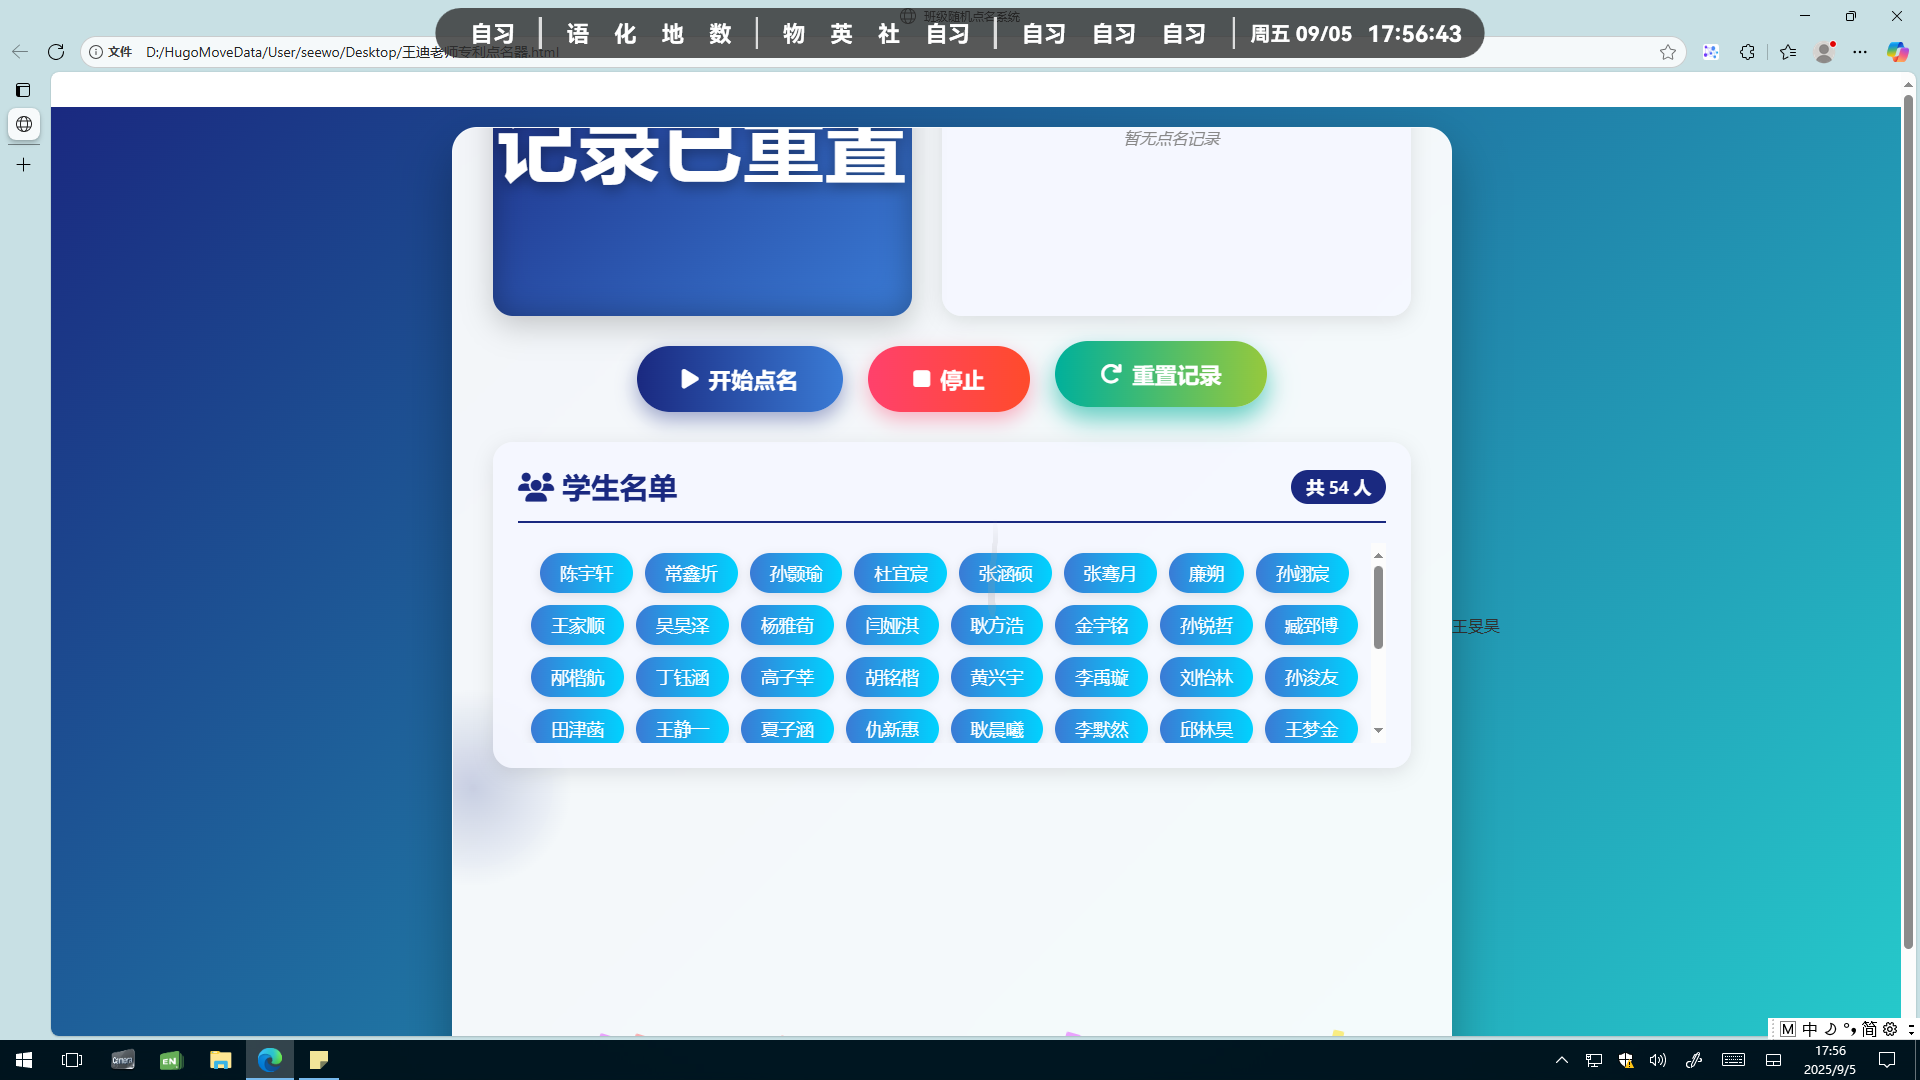 班级随机点名系统
自习 语 化 地 数 物 英 社 自习 自习 自习 自习 周五 09/05 17:56:43
文件 D:/HugoMoveData/User/seewo/Desktop/王迪老师专利点名器.html
记录已重置
暂无点名记录
开始点名 停止 重置记录
学生名单 共 54 人
陈宇轩 常鑫圻 孙颢瑜 杜宜宸 张涵硕 张骞月 廉朔 孙翊宸
王家顺 吴昊泽 杨雅荀 闫娅淇 耿方浩 金宇铭 孙锐哲 臧郅博
王旻昊
邴楷航 丁钰涵 高子莘 胡铭楷 黄兴宇 李禹璇 刘怡林 孙浚友
田津菡 王静一 夏子涵 仇新惠 耿晨曦 李默然 邱林昊 王梦金
M 中 简
Camera EN
17:56
2025/9/5